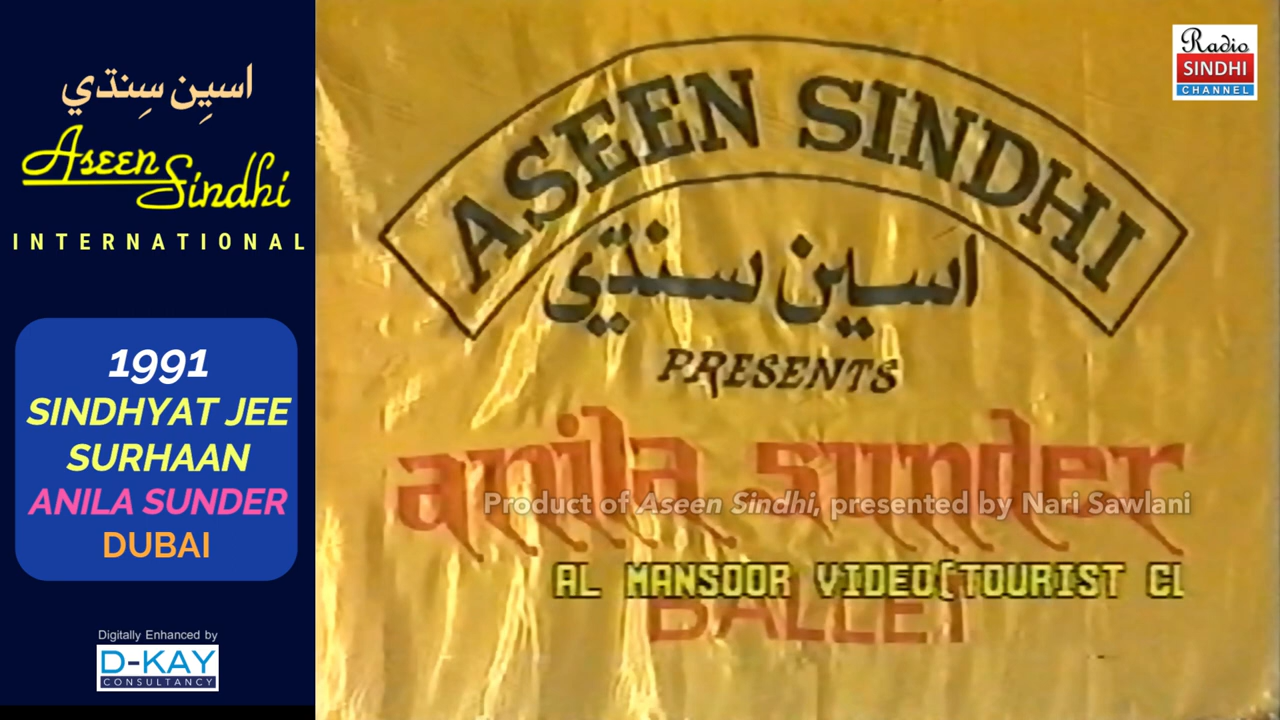 اسيِن سِنڌي
Aseen Sindhi
INTERNATIONAL
1991
SINDHYAT JEE
SURHAAN
ANILA SUNDER
DUBAI
Digitally Enhanced by
D-KAY
CONSULTANCY
Radio
SINDHI
CHANNEL
ASEEN SINDHI
اسين سنڌي
PRESENTS
anila sunder
Product of Aseen Sindhi, presented by Nari Sawlani
AL MANSOOR VIDEO(TOURIST CL
BALLET